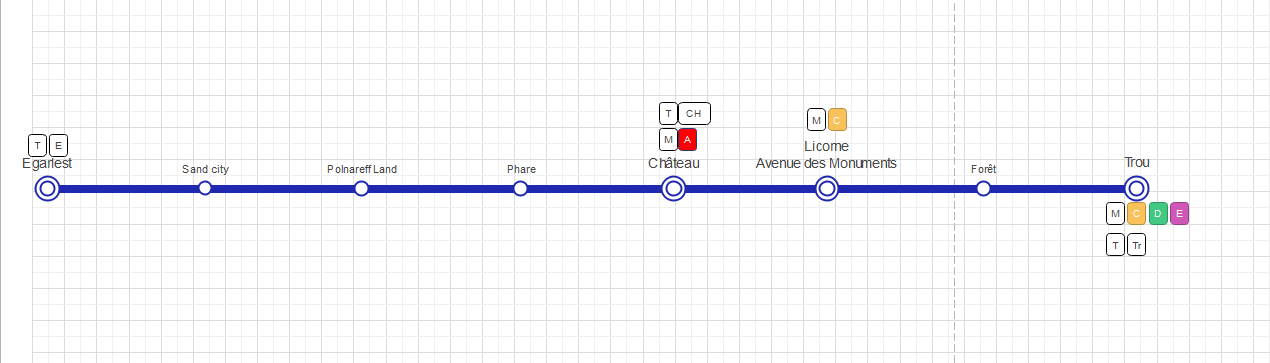 T CH
M C
M A
T E
Licorne
Egarlest
Sand city
Polnareff Land
Phare
Château
Avenue des Monuments
Forêt
Trou
M C D E
T Tr